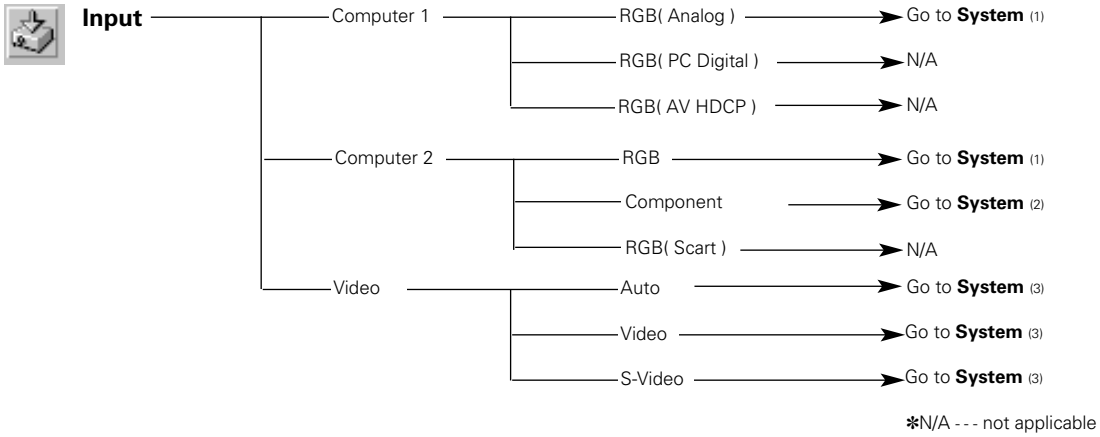 Input Computer 1 RGB( Analog ) Go to System (1)
RGB( PC Digital ) N/A
RGB( AV HDCP ) N/A
Computer 2 RGB Go to System (1)
Component Go to System (2)
RGB( Scart ) N/A
Video Auto Go to System (3)
Video Go to System (3)
S-Video Go to System (3)
✽N/A - - - not applicable